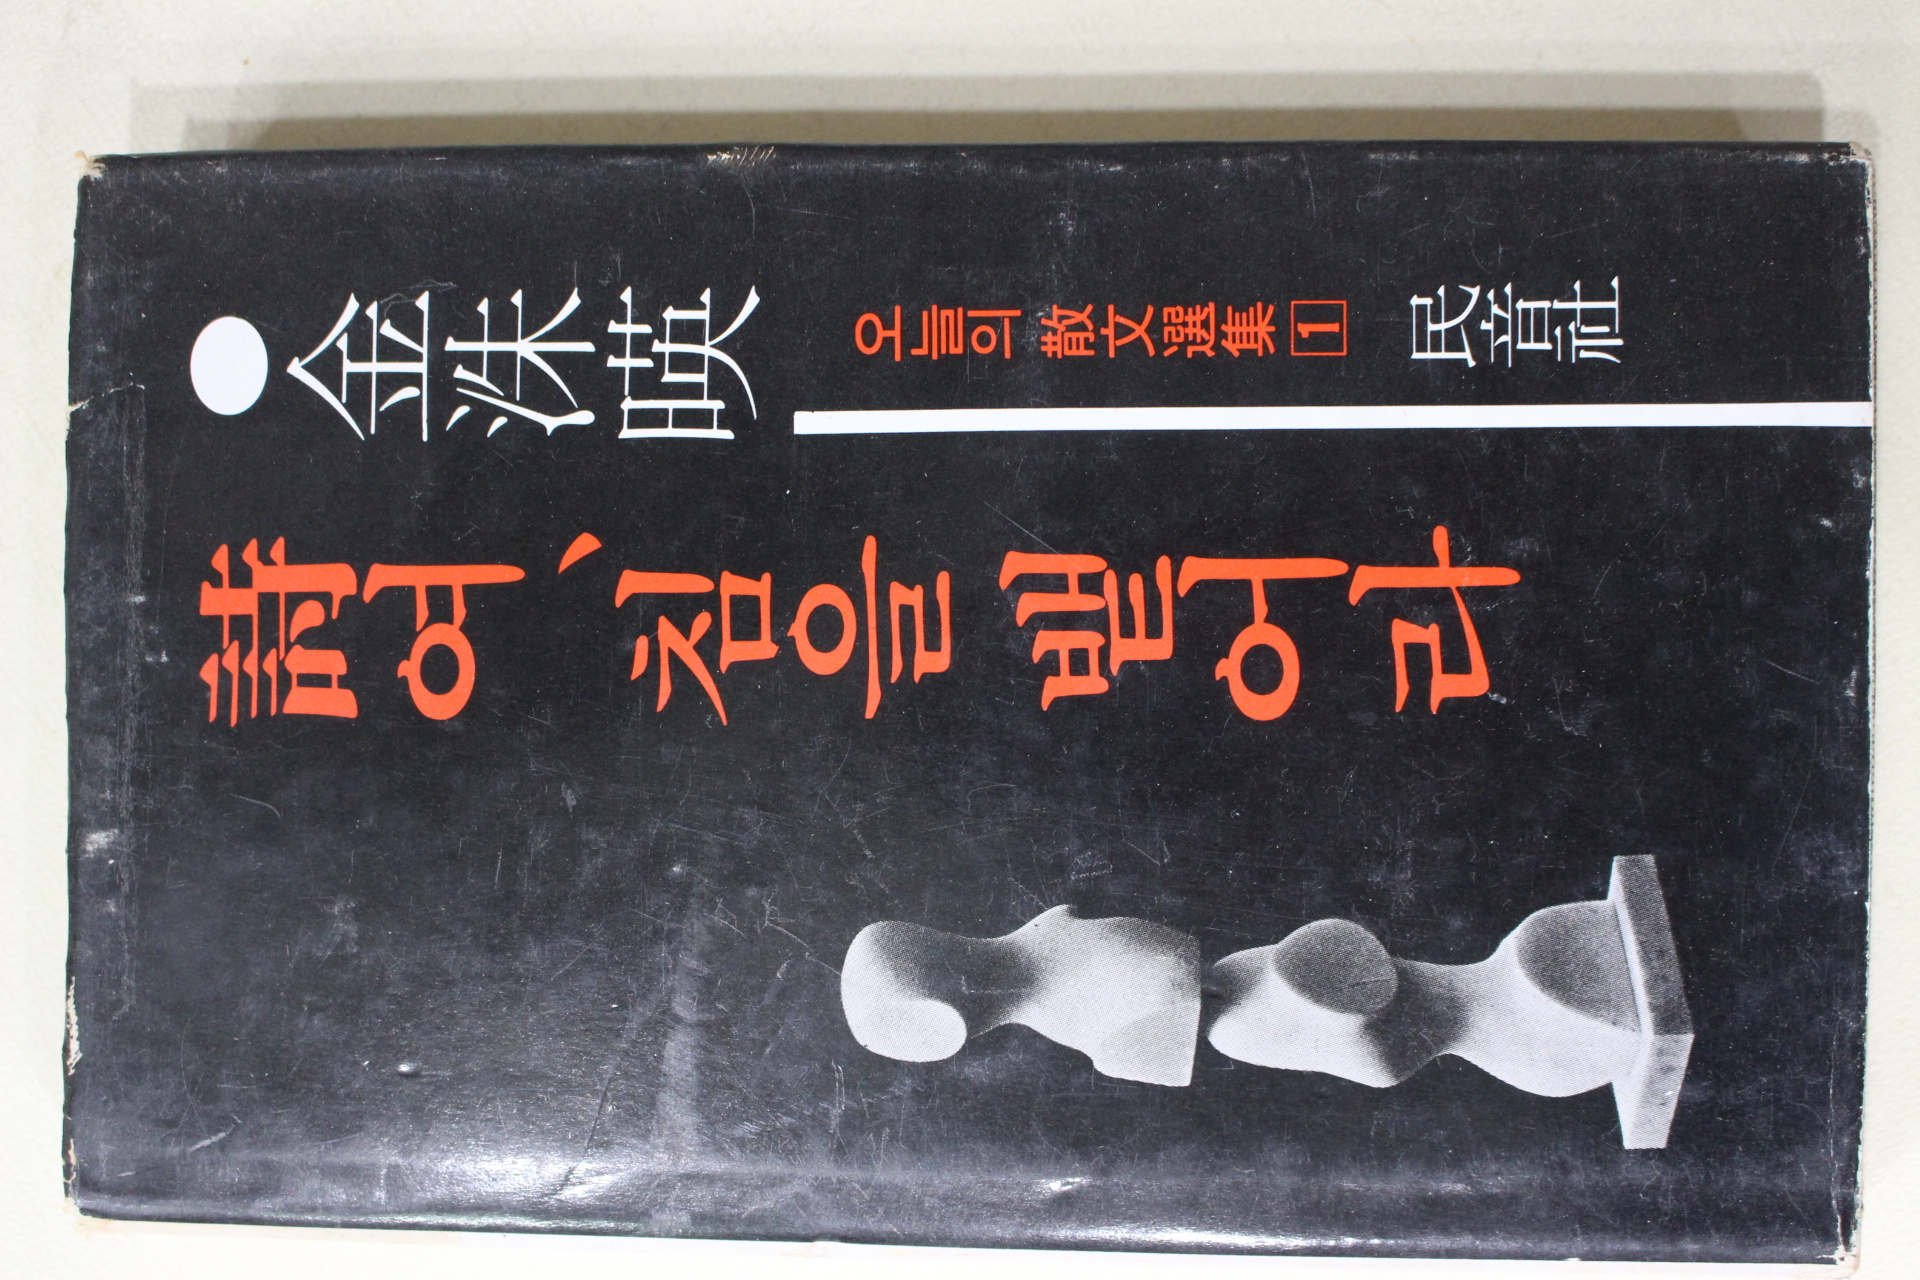 金洙暎
오늘의 散文選集 1 民音社
詩여、침을 뱉어라